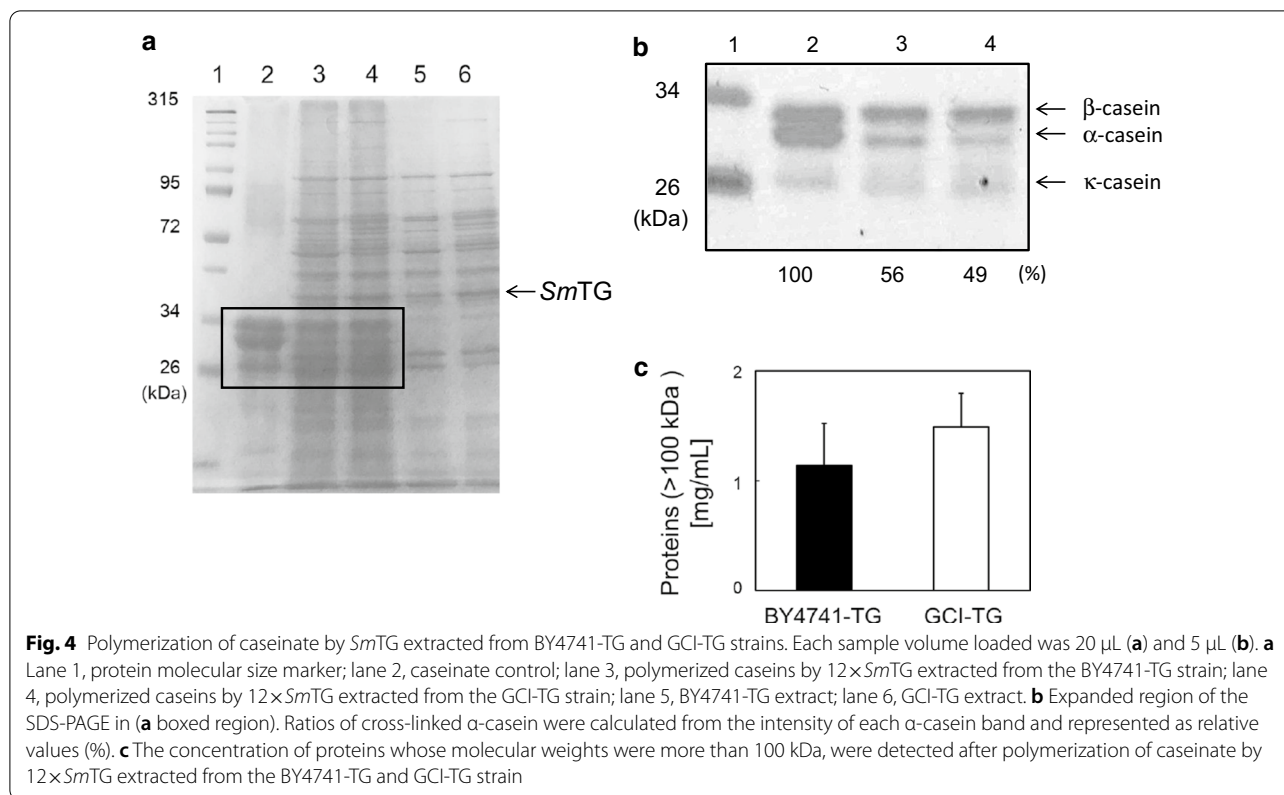 a
1 2 3 4 5 6
315
95
72
34
26
(kDa)
SmTG
b
1 2 3 4
34
26
(kDa)
β-casein
α-casein
κ-casein
100 56 49 (%)
c
Proteins (>100 kDa )
[mg/mL]
2
1
0
BY4741-TG GCI-TG
Fig. 4 Polymerization of caseinate by SmTG extracted from BY4741-TG and GCI-TG strains. Each sample volume loaded was 20 μL (a) and 5 μL (b). a
Lane 1, protein molecular size marker; lane 2, caseinate control; lane 3, polymerized caseins by 12×SmTG extracted from the BY4741-TG strain; lane
4, polymerized caseins by 12×SmTG extracted from the GCI-TG strain; lane 5, BY4741-TG extract; lane 6, GCI-TG extract. b Expanded region of the
SDS-PAGE in (a boxed region). Ratios of cross-linked α-casein were calculated from the intensity of each α-casein band and represented as relative
values (%). c The concentration of proteins whose molecular weights were more than 100 kDa, were detected after polymerization of caseinate by
12×SmTG extracted from the BY4741-TG and GCI-TG strain